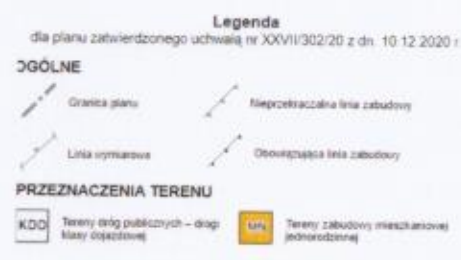 Legenda
dla planu zatwierdzonego uchwałą nr XXVII/302/20 z dn. 10.12.2020 r.
OGÓLNE
Granica planu
Nieprzekraczalna linia zabudowy
Linia wymiarowa
Obowiązująca linia zabudowy
PRZEZNACZENIA TERENU
KDD
Tereny dróg publicznych – drogi
klasy dojazdowej
MN
Tereny zabudowy mieszkaniowej
jednorodzinnej